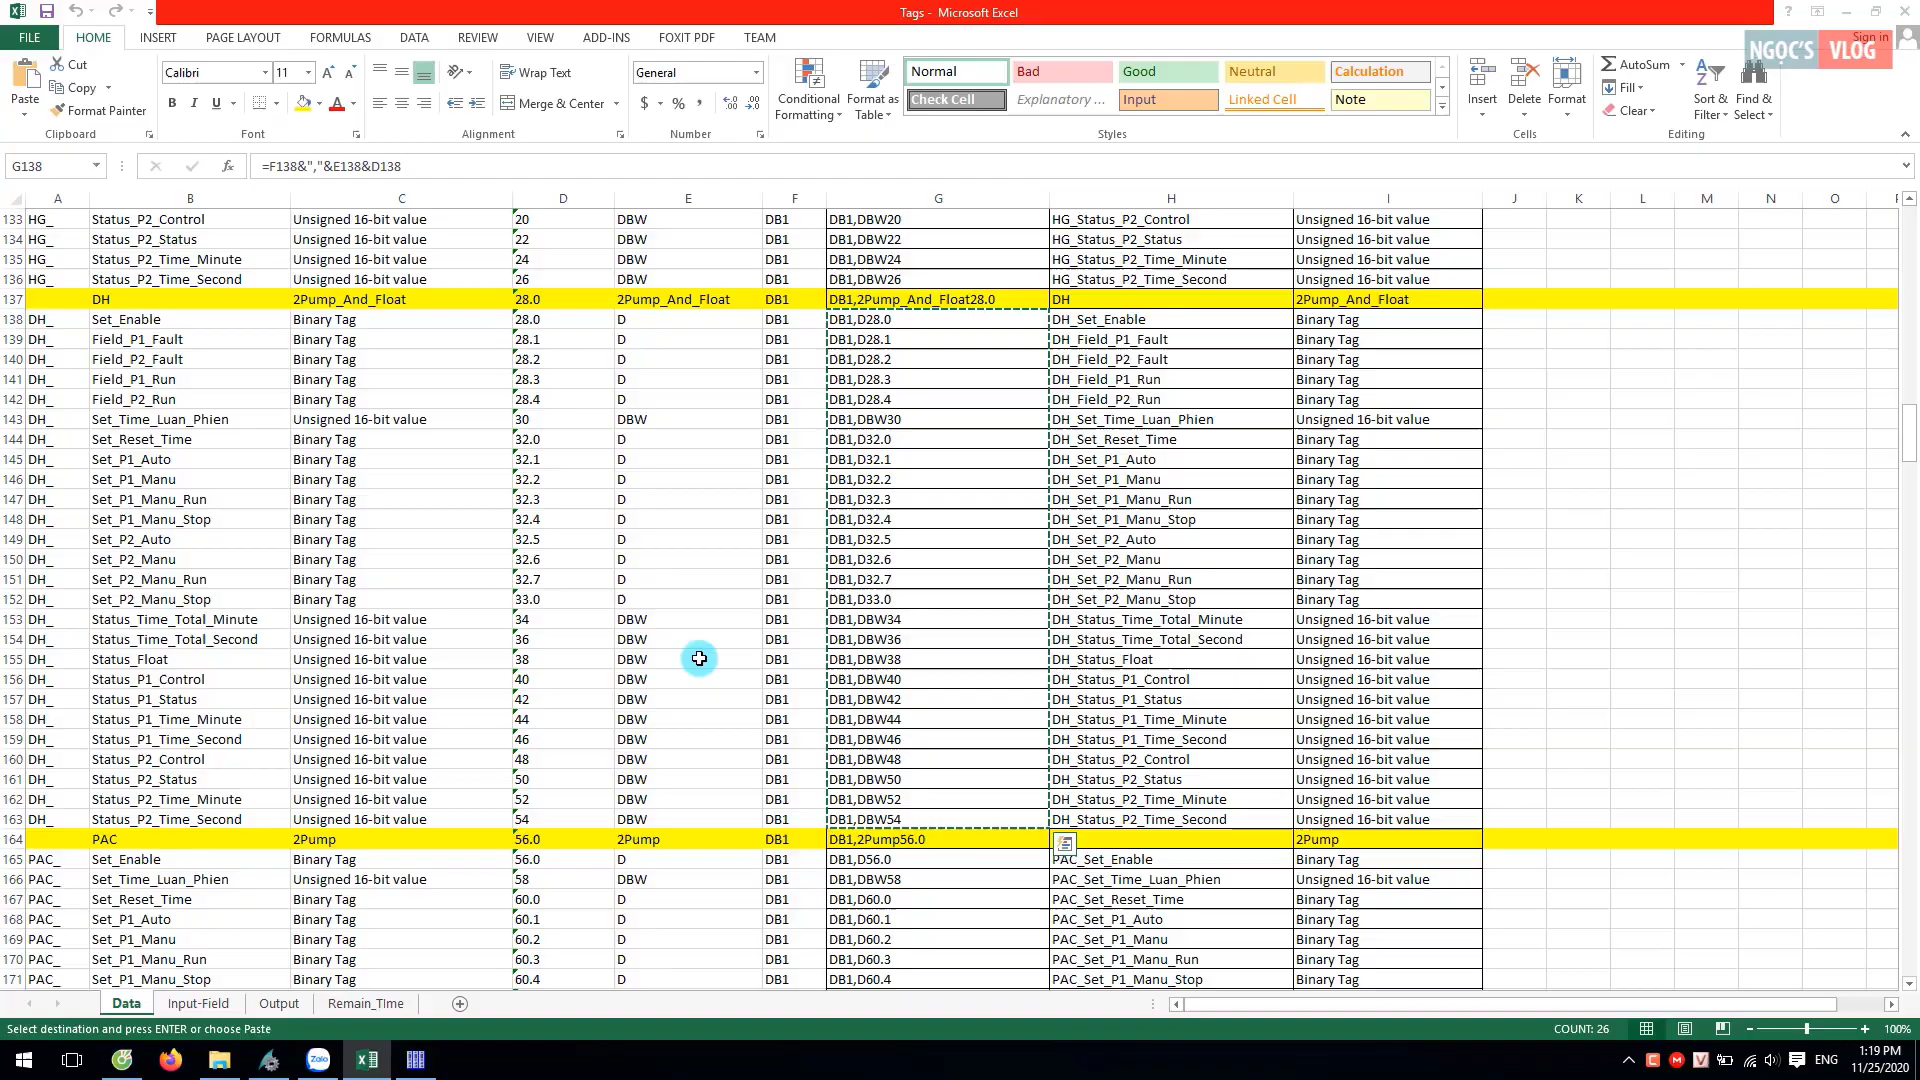 Tags - Microsoft Excel
FILE HOME INSERT PAGE LAYOUT FORMULAS DATA REVIEW VIEW ADD-INS FOXIT PDF TEAM Sign in
NGỌC'S VLOG
Cut Calibri 11 Wrap Text General Normal Bad Good Neutral Calculation AutoSum
Paste Copy Conditional Formatting Format as Table Insert Delete Format Fill Sort & Filter Find & Select
Format Painter Merge & Center Check Cell Explanatory ... Input Linked Cell Note Clear
Clipboard Font Alignment Number Styles Cells Editing
G138 =F138&","&E138&D138
A B C D E F G H I J K L M N O
133 HG_ Status_P2_Control Unsigned 16-bit value 20 DBW DB1 DB1,DBW20 HG_Status_P2_Control Unsigned 16-bit value
134 HG_ Status_P2_Status Unsigned 16-bit value 22 DBW DB1 DB1,DBW22 HG_Status_P2_Status Unsigned 16-bit value
135 HG_ Status_P2_Time_Minute Unsigned 16-bit value 24 DBW DB1 DB1,DBW24 HG_Status_P2_Time_Minute Unsigned 16-bit value
136 HG_ Status_P2_Time_Second Unsigned 16-bit value 26 DBW DB1 DB1,DBW26 HG_Status_P2_Time_Second Unsigned 16-bit value
137 DH 2Pump_And_Float 28.0 2Pump_And_Float DB1 DB1,2Pump_And_Float28.0 DH 2Pump_And_Float
138 DH_ Set_Enable Binary Tag 28.0 D DB1 DB1,D28.0 DH_Set_Enable Binary Tag
139 DH_ Field_P1_Fault Binary Tag 28.1 D DB1 DB1,D28.1 DH_Field_P1_Fault Binary Tag
140 DH_ Field_P2_Fault Binary Tag 28.2 D DB1 DB1,D28.2 DH_Field_P2_Fault Binary Tag
141 DH_ Field_P1_Run Binary Tag 28.3 D DB1 DB1,D28.3 DH_Field_P1_Run Binary Tag
142 DH_ Field_P2_Run Binary Tag 28.4 D DB1 DB1,D28.4 DH_Field_P2_Run Binary Tag
143 DH_ Set_Time_Luan_Phien Unsigned 16-bit value 30 DBW DB1 DB1,DBW30 DH_Set_Time_Luan_Phien Unsigned 16-bit value
144 DH_ Set_Reset_Time Binary Tag 32.0 D DB1 DB1,D32.0 DH_Set_Reset_Time Binary Tag
145 DH_ Set_P1_Auto Binary Tag 32.1 D DB1 DB1,D32.1 DH_Set_P1_Auto Binary Tag
146 DH_ Set_P1_Manu Binary Tag 32.2 D DB1 DB1,D32.2 DH_Set_P1_Manu Binary Tag
147 DH_ Set_P1_Manu_Run Binary Tag 32.3 D DB1 DB1,D32.3 DH_Set_P1_Manu_Run Binary Tag
148 DH_ Set_P1_Manu_Stop Binary Tag 32.4 D DB1 DB1,D32.4 DH_Set_P1_Manu_Stop Binary Tag
149 DH_ Set_P2_Auto Binary Tag 32.5 D DB1 DB1,D32.5 DH_Set_P2_Auto Binary Tag
150 DH_ Set_P2_Manu Binary Tag 32.6 D DB1 DB1,D32.6 DH_Set_P2_Manu Binary Tag
151 DH_ Set_P2_Manu_Run Binary Tag 32.7 D DB1 DB1,D32.7 DH_Set_P2_Manu_Run Binary Tag
152 DH_ Set_P2_Manu_Stop Binary Tag 33.0 D DB1 DB1,D33.0 DH_Set_P2_Manu_Stop Binary Tag
153 DH_ Status_Time_Total_Minute Unsigned 16-bit value 34 DBW DB1 DB1,DBW34 DH_Status_Time_Total_Minute Unsigned 16-bit value
154 DH_ Status_Time_Total_Second Unsigned 16-bit value 36 DBW DB1 DB1,DBW36 DH_Status_Time_Total_Second Unsigned 16-bit value
155 DH_ Status_Float Unsigned 16-bit value 38 DBW DB1 DB1,DBW38 DH_Status_Float Unsigned 16-bit value
156 DH_ Status_P1_Control Unsigned 16-bit value 40 DBW DB1 DB1,DBW40 DH_Status_P1_Control Unsigned 16-bit value
157 DH_ Status_P1_Status Unsigned 16-bit value 42 DBW DB1 DB1,DBW42 DH_Status_P1_Status Unsigned 16-bit value
158 DH_ Status_P1_Time_Minute Unsigned 16-bit value 44 DBW DB1 DB1,DBW44 DH_Status_P1_Time_Minute Unsigned 16-bit value
159 DH_ Status_P1_Time_Second Unsigned 16-bit value 46 DBW DB1 DB1,DBW46 DH_Status_P1_Time_Second Unsigned 16-bit value
160 DH_ Status_P2_Control Unsigned 16-bit value 48 DBW DB1 DB1,DBW48 DH_Status_P2_Control Unsigned 16-bit value
161 DH_ Status_P2_Status Unsigned 16-bit value 50 DBW DB1 DB1,DBW50 DH_Status_P2_Status Unsigned 16-bit value
162 DH_ Status_P2_Time_Minute Unsigned 16-bit value 52 DBW DB1 DB1,DBW52 DH_Status_P2_Time_Minute Unsigned 16-bit value
163 DH_ Status_P2_Time_Second Unsigned 16-bit value 54 DBW DB1 DB1,DBW54 DH_Status_P2_Time_Second Unsigned 16-bit value
164 PAC 2Pump 56.0 2Pump DB1 DB1,2Pump56.0 2Pump
165 PAC_ Set_Enable Binary Tag 56.0 D DB1 DB1,D56.0 PAC_Set_Enable Binary Tag
166 PAC_ Set_Time_Luan_Phien Unsigned 16-bit value 58 DBW DB1 DB1,DBW58 PAC_Set_Time_Luan_Phien Unsigned 16-bit value
167 PAC_ Set_Reset_Time Binary Tag 60.0 D DB1 DB1,D60.0 PAC_Set_Reset_Time Binary Tag
168 PAC_ Set_P1_Auto Binary Tag 60.1 D DB1 DB1,D60.1 PAC_Set_P1_Auto Binary Tag
169 PAC_ Set_P1_Manu Binary Tag 60.2 D DB1 DB1,D60.2 PAC_Set_P1_Manu Binary Tag
170 PAC_ Set_P1_Manu_Run Binary Tag 60.3 D DB1 DB1,D60.3 PAC_Set_P1_Manu_Run Binary Tag
171 PAC_ Set_P1_Manu_Stop Binary Tag 60.4 D DB1 DB1,D60.4 PAC_Set_P1_Manu_Stop Binary Tag
Data Input-Field Output Remain_TIme
Select destination and press ENTER or choose Paste COUNT: 26 100%
Zalo ENG 1:19 PM
11/25/2020